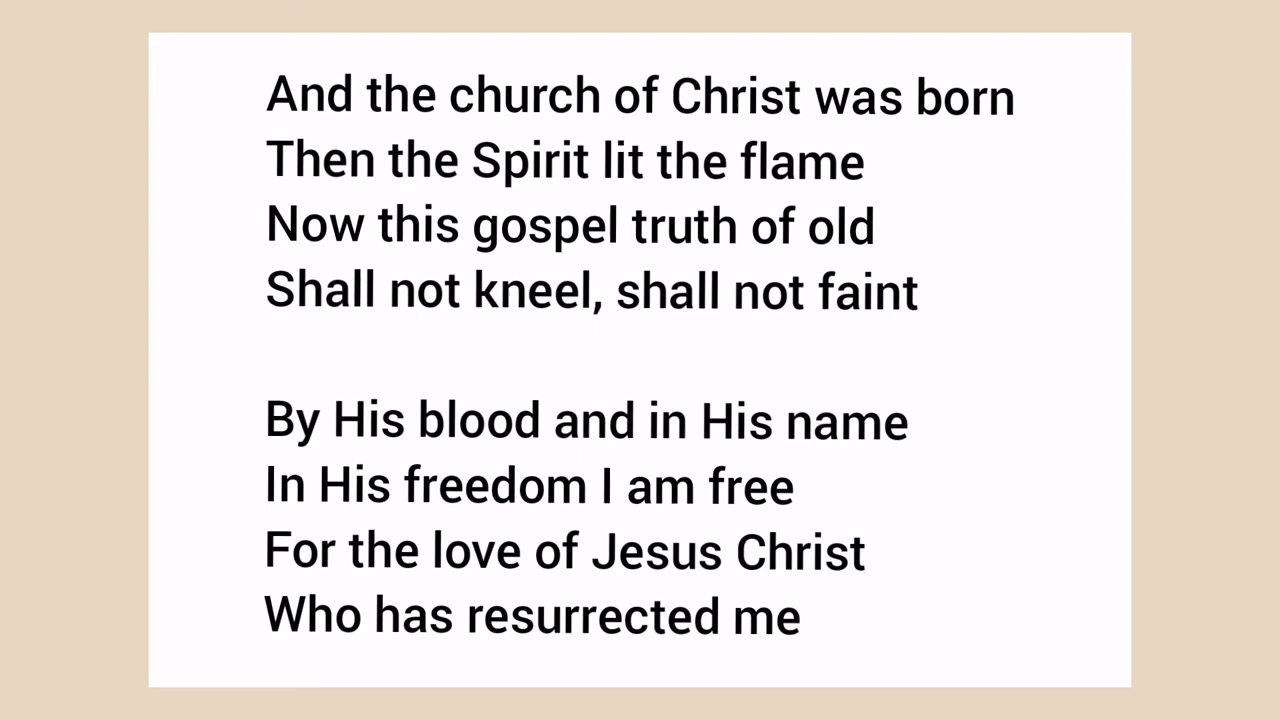 And the church of Christ was born
Then the Spirit lit the flame
Now this gospel truth of old
Shall not kneel, shall not faint
By His blood and in His name
In His freedom I am free
For the love of Jesus Christ
Who has resurrected me